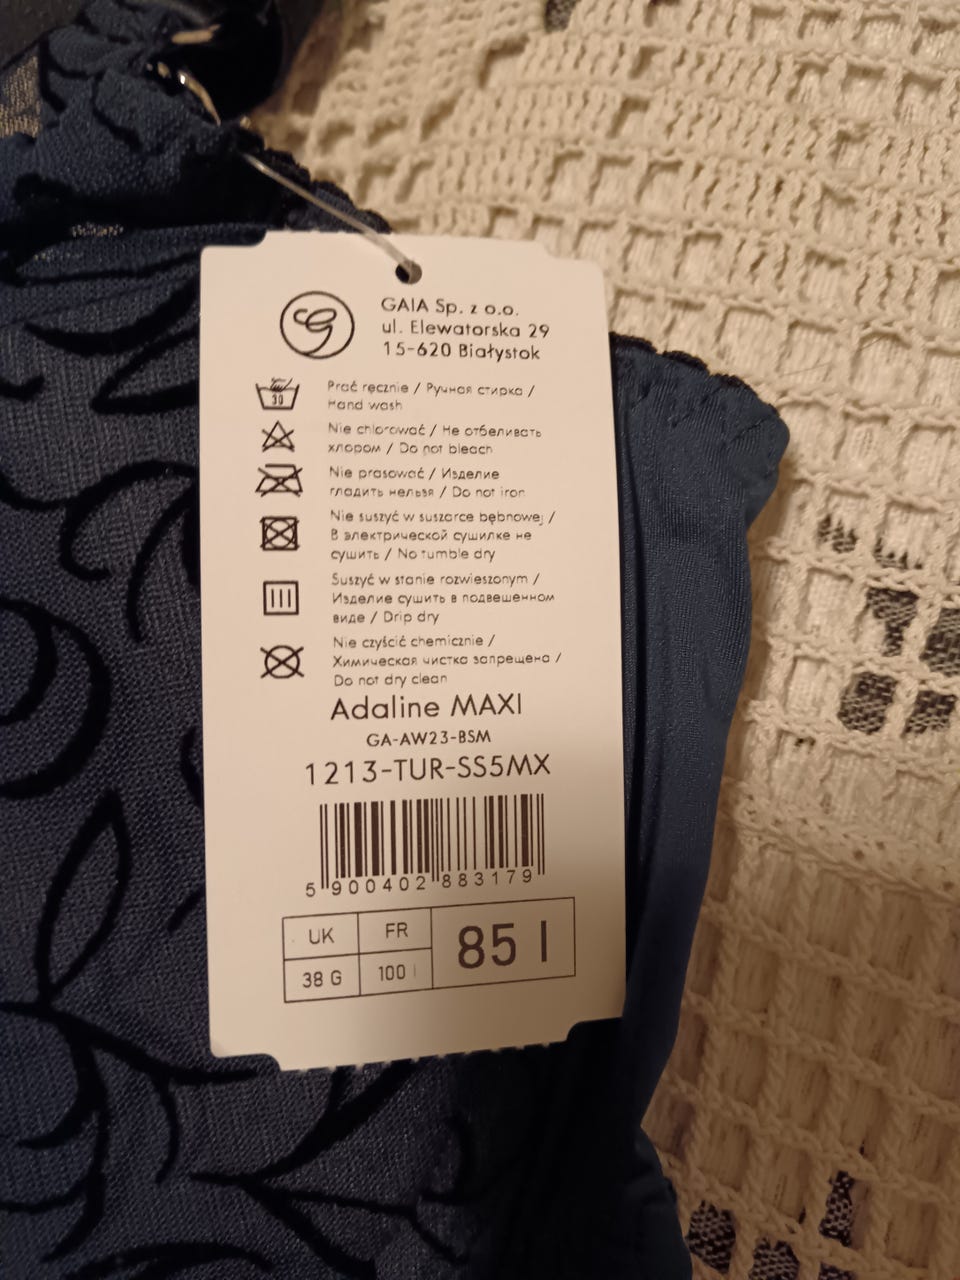 GAIA Sp. z o.o.
ul. Elewatorska 29
15-620 Białystok
30
Prać ręcznie / Ручная стирка /
Hand wash
Nie chlorować / Не отбеливать
хлором / Do not bleach
Nie prasować / Изделие
гладить нельзя / Do not iron
Nie suszyć w suszarce bębnowej /
В электрической сушилке не
сушить / No tumble dry
Suszyć w stanie rozwieszonym /
Изделие сушить в подвешенном
виде / Drip dry
Nie czyścić chemicznie /
Химическая чистка запрещена /
Do not dry clean
Adaline MAXI
GA-AW23-BSM
1213-TUR-SS5MX
5 900402 883179
UK FR 85 I
38 G 100 I